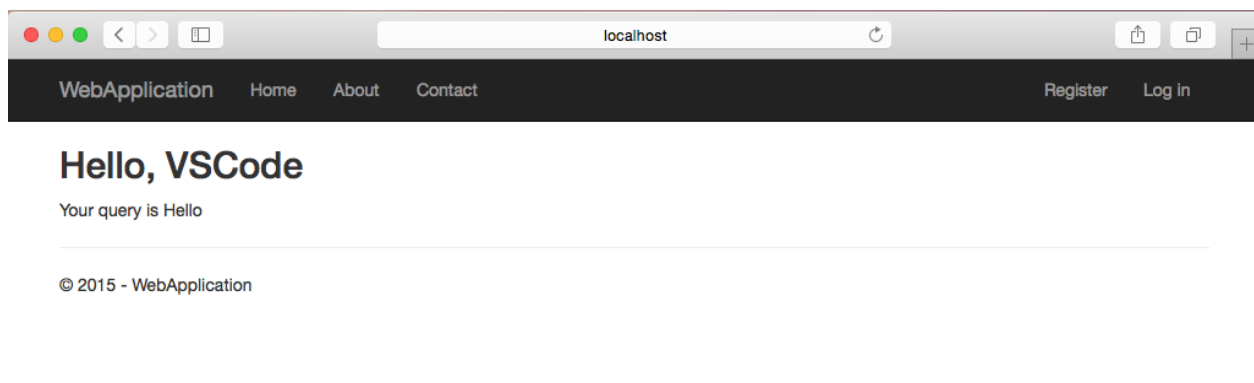 localhost
WebApplication Home About Contact Register Log in
Hello, VSCode
Your query is Hello
© 2015 - WebApplication